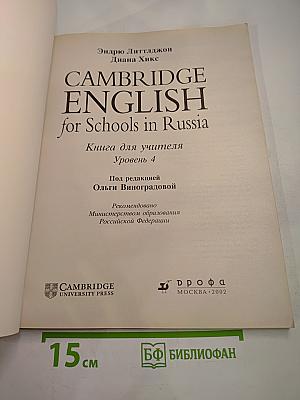 Эндрю Литтлджон
Диана Хикс
CAMBRIDGE
ENGLISH
for Schools in Russia
Книга для учителя
Уровень 4
Под редакцией
Ольги Виноградовой
Рекомендовано
Министерством образования
Российской Федерации
CAMBRIDGE
UNIVERSITY PRESS
дрофа
МОСКВА • 2002
15 см
БФ БИБЛИОФАН